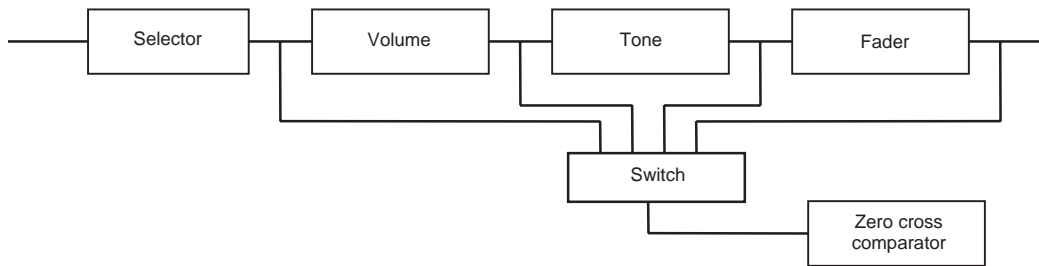 Selector
Volume
Tone
Fader
Switch
Zero cross
comparator